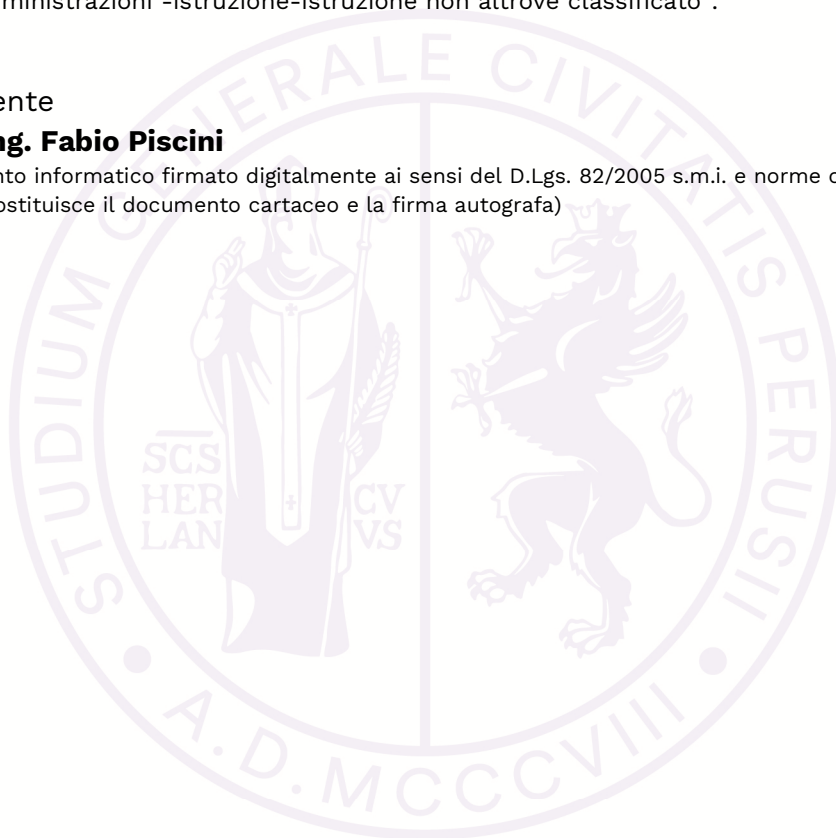 ministrazioni -istruzione-istruzione non altrove classificato".
ente
ng. Fabio Piscini
nto informatico firmato digitalmente ai sensi del D.Lgs. 82/2005 s.m.i. e norme c
ostituisce il documento cartaceo e la firma autografa)
STUDIUM GENERALE CIVITATIS PERUSII
SCS
HER CV
LAN VS
A.D. MCCCVIII